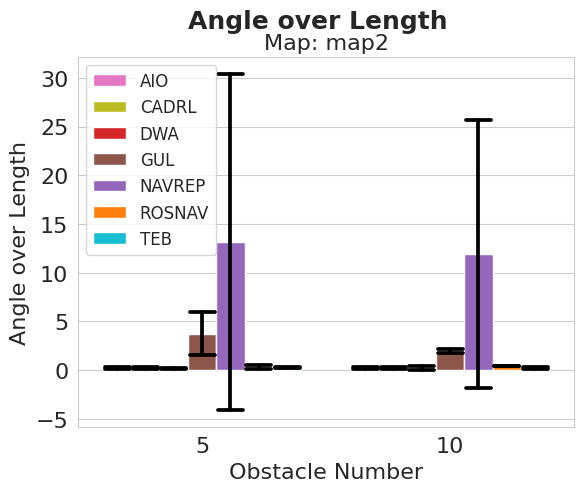 Angle over Length
Map: map2
AIO
CADRL
DWA
GUL
NAVREP
ROSNAV
TEB
Angle over Length
30
25
20
15
10
5
0
−5
5
10
Obstacle Number